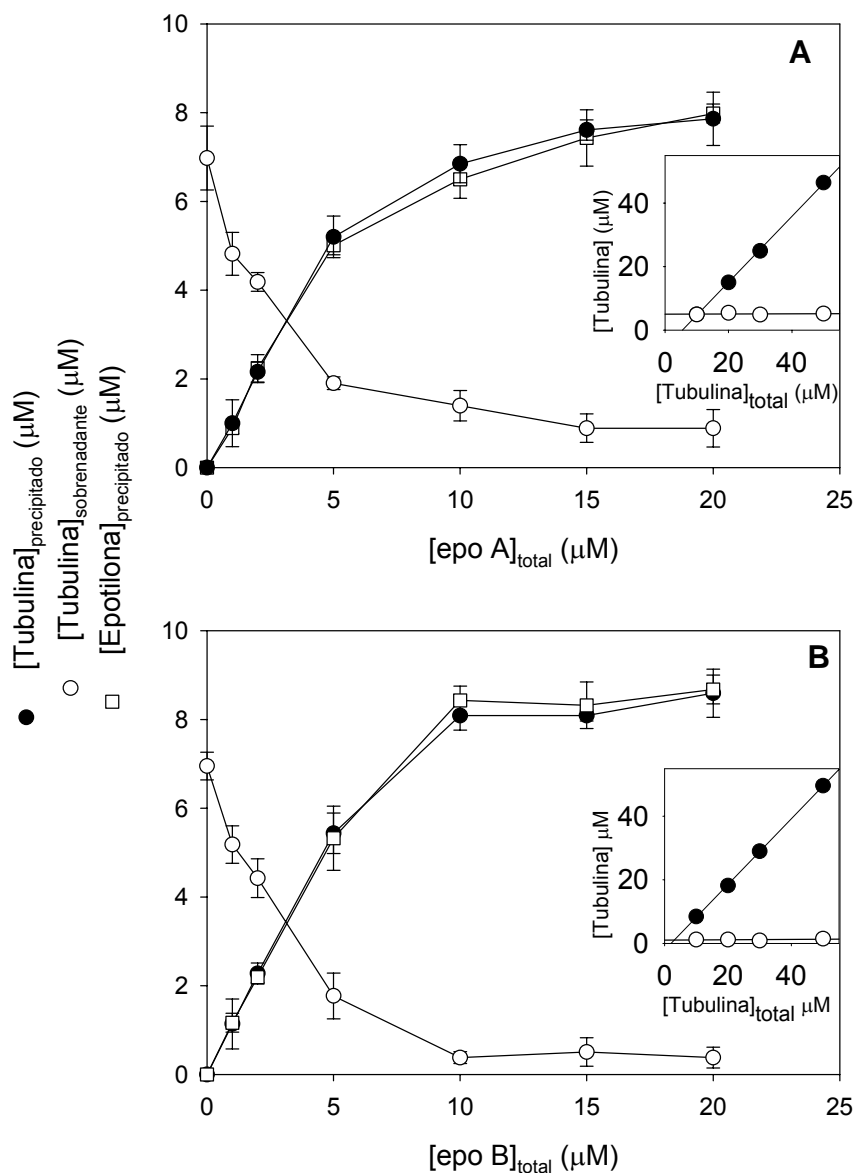 [Tubulina]precipitado (μM)
[Tubulina]sobrenadante (μM)
[Epotilona]precipitado (μM)
A
10
8
6
4
2
0
0 5 10 15 20 25
[epo A]total (μM)
[Tubulina] (μM)
40
20
0
0 20 40
[Tubulina]total (μM)
B
10
8
6
4
2
0
0 5 10 15 20 25
[epo B]total (μM)
[Tubulina] μM
40
20
0
0 20 40
[Tubulina]total μM